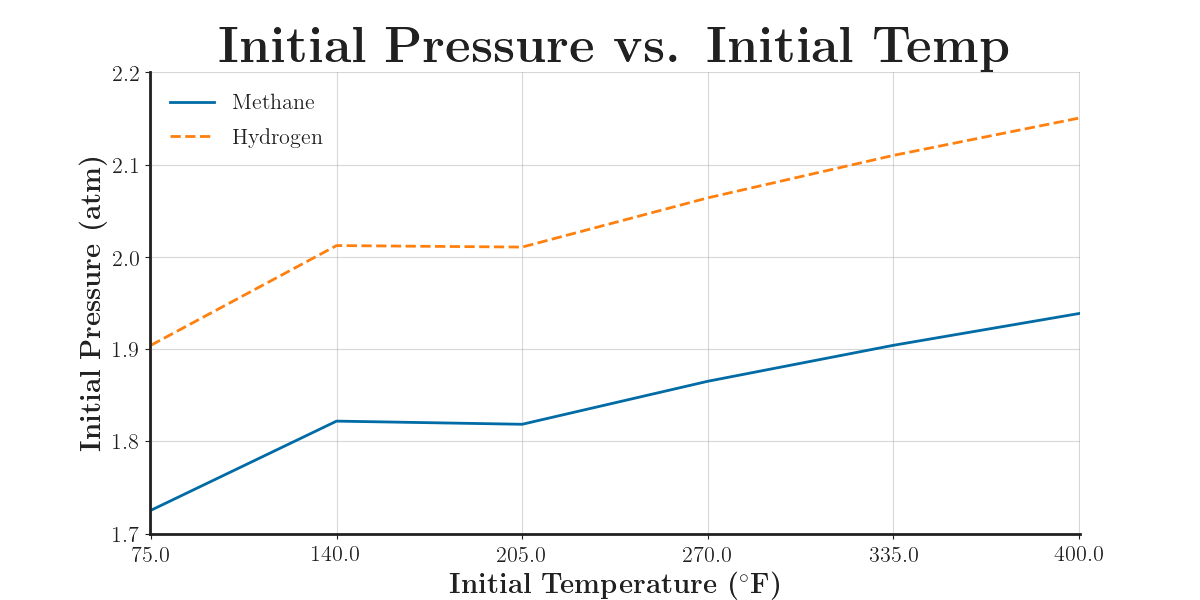 Initial Pressure vs. Initial Temp
Methane
Hydrogen
Initial Pressure (atm)
2.2
2.1
2.0
1.9
1.8
1.7
75.0 140.0 205.0 270.0 335.0 400.0
Initial Temperature (°F)